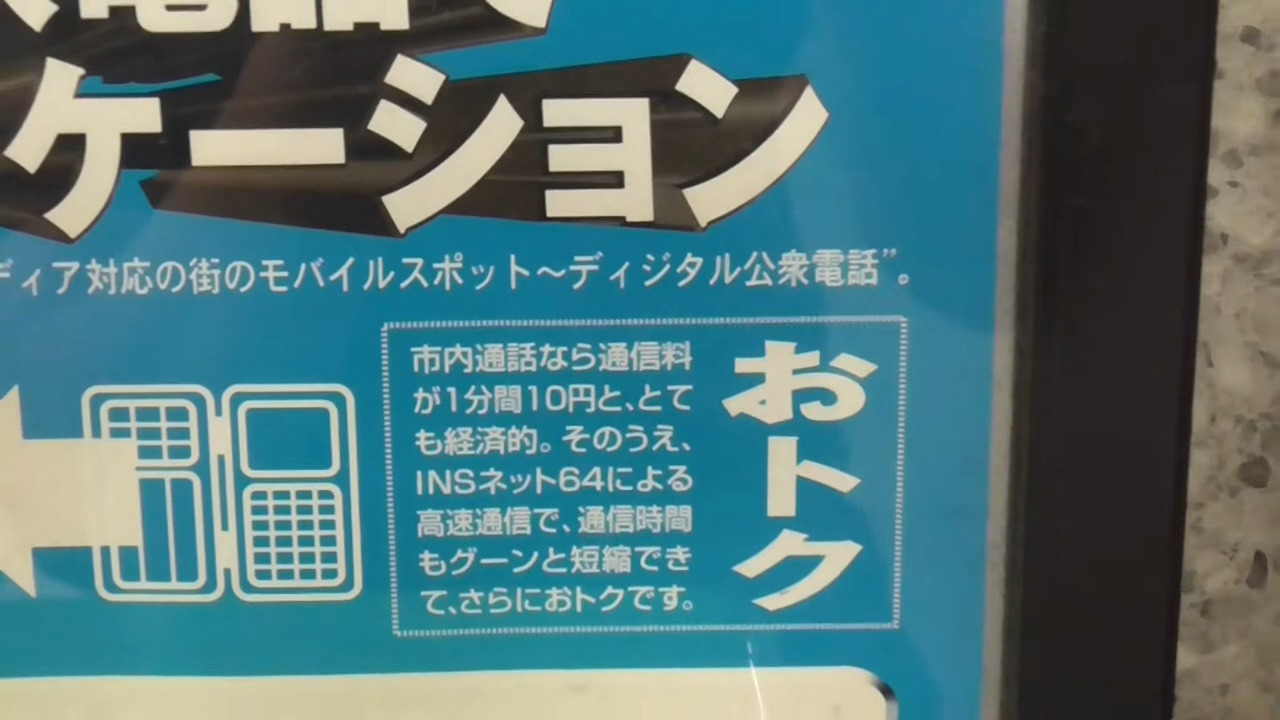 電話で
ケーション
ディア対応の街のモバイルスポット～ディジタル公衆電話”。
おトク
市内通話なら通信料
が1分間10円と、とて
も経済的。そのうえ、
INSネット64による
高速通信で、通信時間
もグーンと短縮でき
て、さらにおトクです。